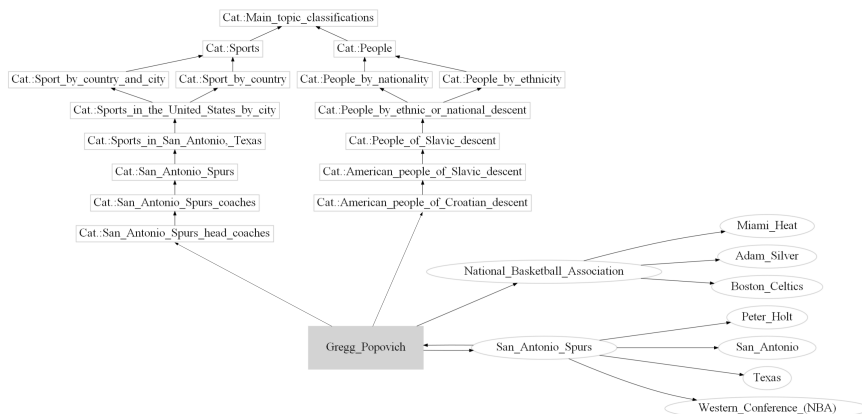 Cat.:Main_topic_classifications
Cat.:Sports
Cat.:People
Cat.:Sport_by_country_and_city
Cat.:Sport_by_country
Cat.:People_by_nationality
Cat.:People_by_ethnicity
Cat.:Sports_in_the_United_States_by_city
Cat.:People_by_ethnic_or_national_descent
Cat.:Sports_in_San_Antonio,_Texas
Cat.:People_of_Slavic_descent
Cat.:San_Antonio_Spurs
Cat.:American_people_of_Slavic_descent
Cat.:San_Antonio_Spurs_coaches
Cat.:American_people_of_Croatian_descent
Cat.:San_Antonio_Spurs_head_coaches
Miami_Heat
Adam_Silver
National_Basketball_Association
Boston_Celtics
Peter_Holt
Gregg_Popovich
San_Antonio_Spurs
San_Antonio
Texas
Western_Conference_(NBA)